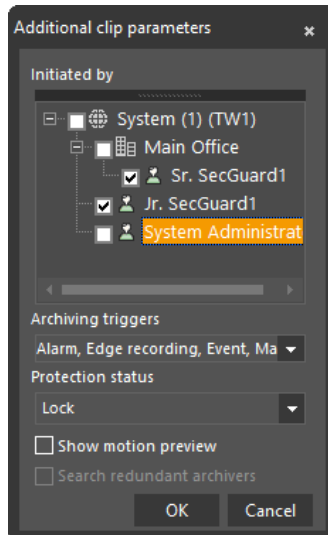 Additional clip parameters
Initiated by
System (1) (TW1)
Main Office
Sr. SecGuard1
Jr. SecGuard1
System Administrat
Archiving triggers
Alarm, Edge recording, Event, Ma
Protection status
Lock
Show motion preview
Search redundant archivers
OK Cancel